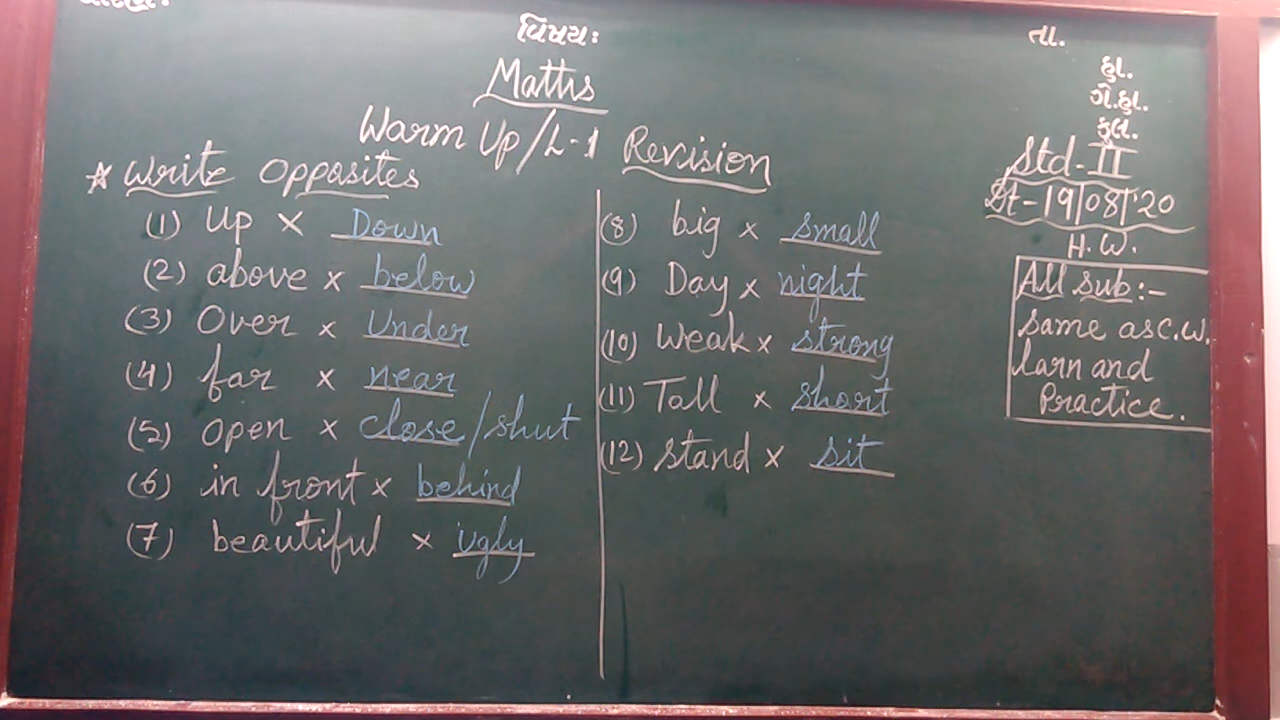 વિષય:
તા.
હા.
ગે.હા.
કુલ.
Maths
Warm Up/L-1 Revision
Std-II
Dt-19/08/'20
☆ Write Oppasites
(1) Up × Down
(2) above × below
(3) Over × Under
(4) far × near
(5) open × close/shut
(6) in front × behind
(7) beautiful × ugly
(8) big × small
(9) Day × night
(10) Weak × strong
(11) Tall × short
(12) stand × sit
H.W.
All sub:-
same as C.W.
larn and
Practice.